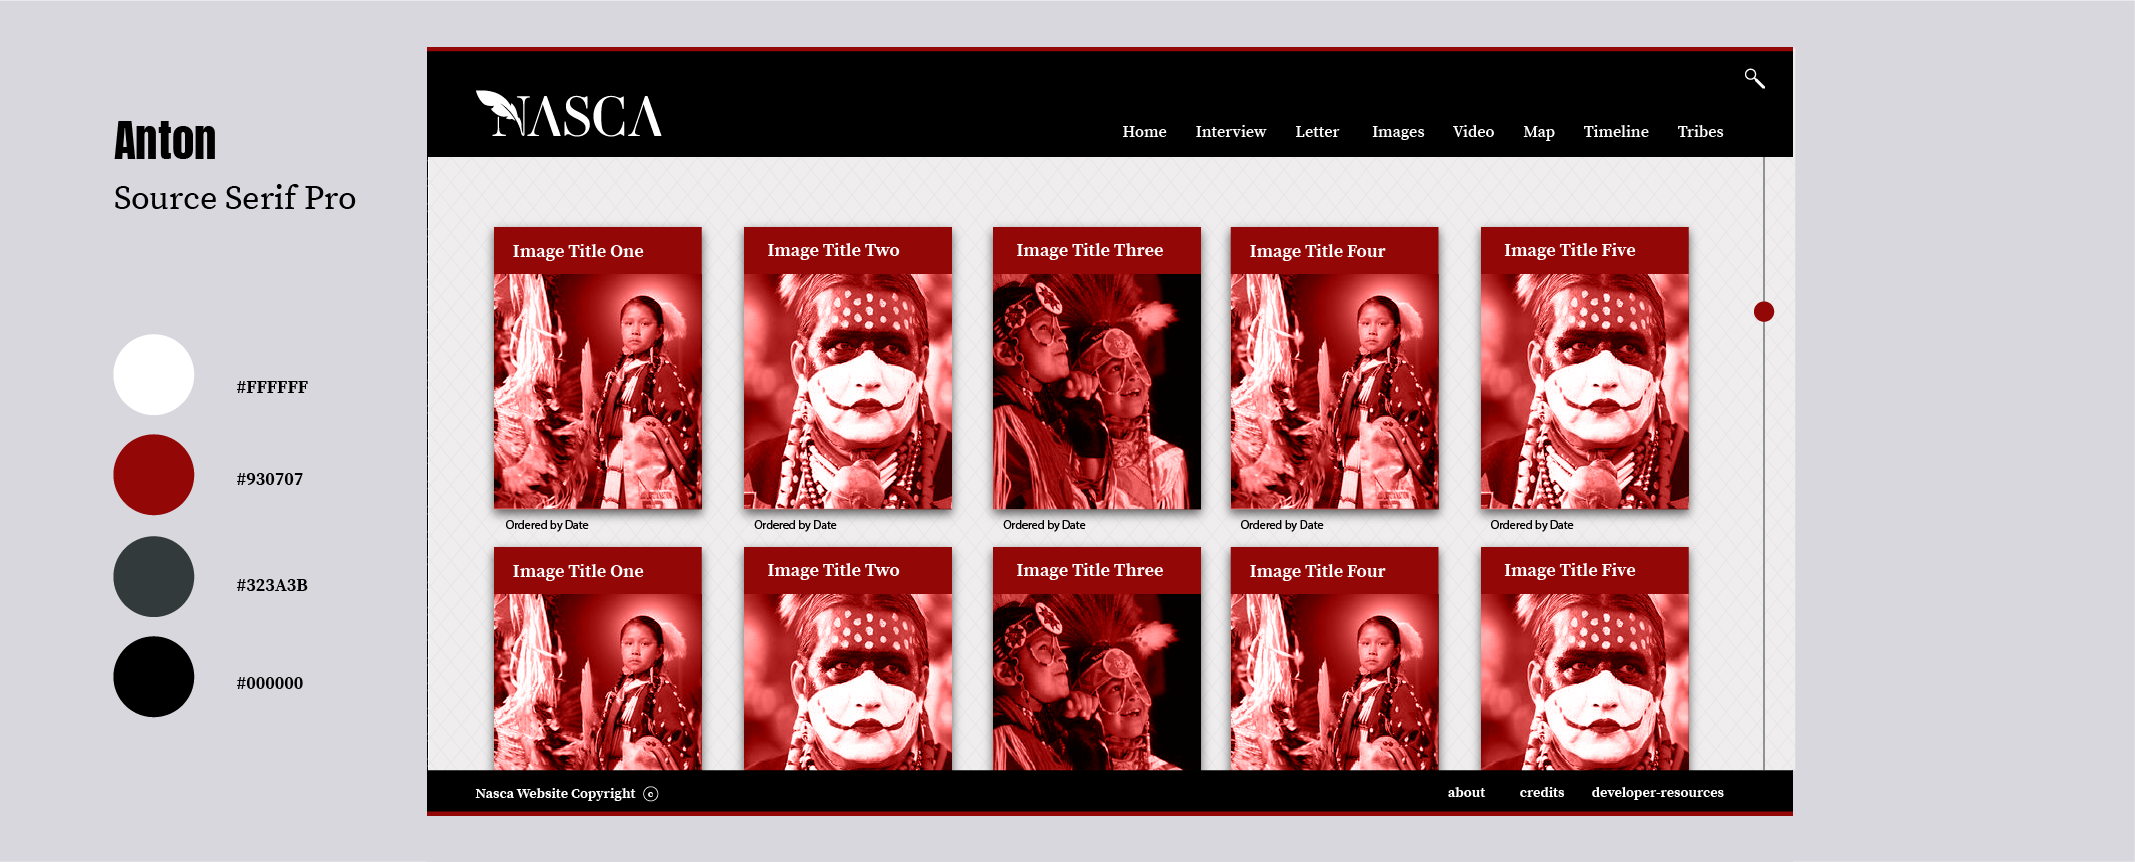 Anton
Source Serif Pro
#FFFFFF
#930707
#323A3B
#000000
NASCA
Home Interview Letter Images Video Map Timeline Tribes
Image Title One Image Title Two Image Title Three Image Title Four Image Title Five
Ordered by Date Ordered by Date Ordered by Date Ordered by Date Ordered by Date
Image Title One Image Title Two Image Title Three Image Title Four Image Title Five
Nasca Website Copyright © about credits developer-resources